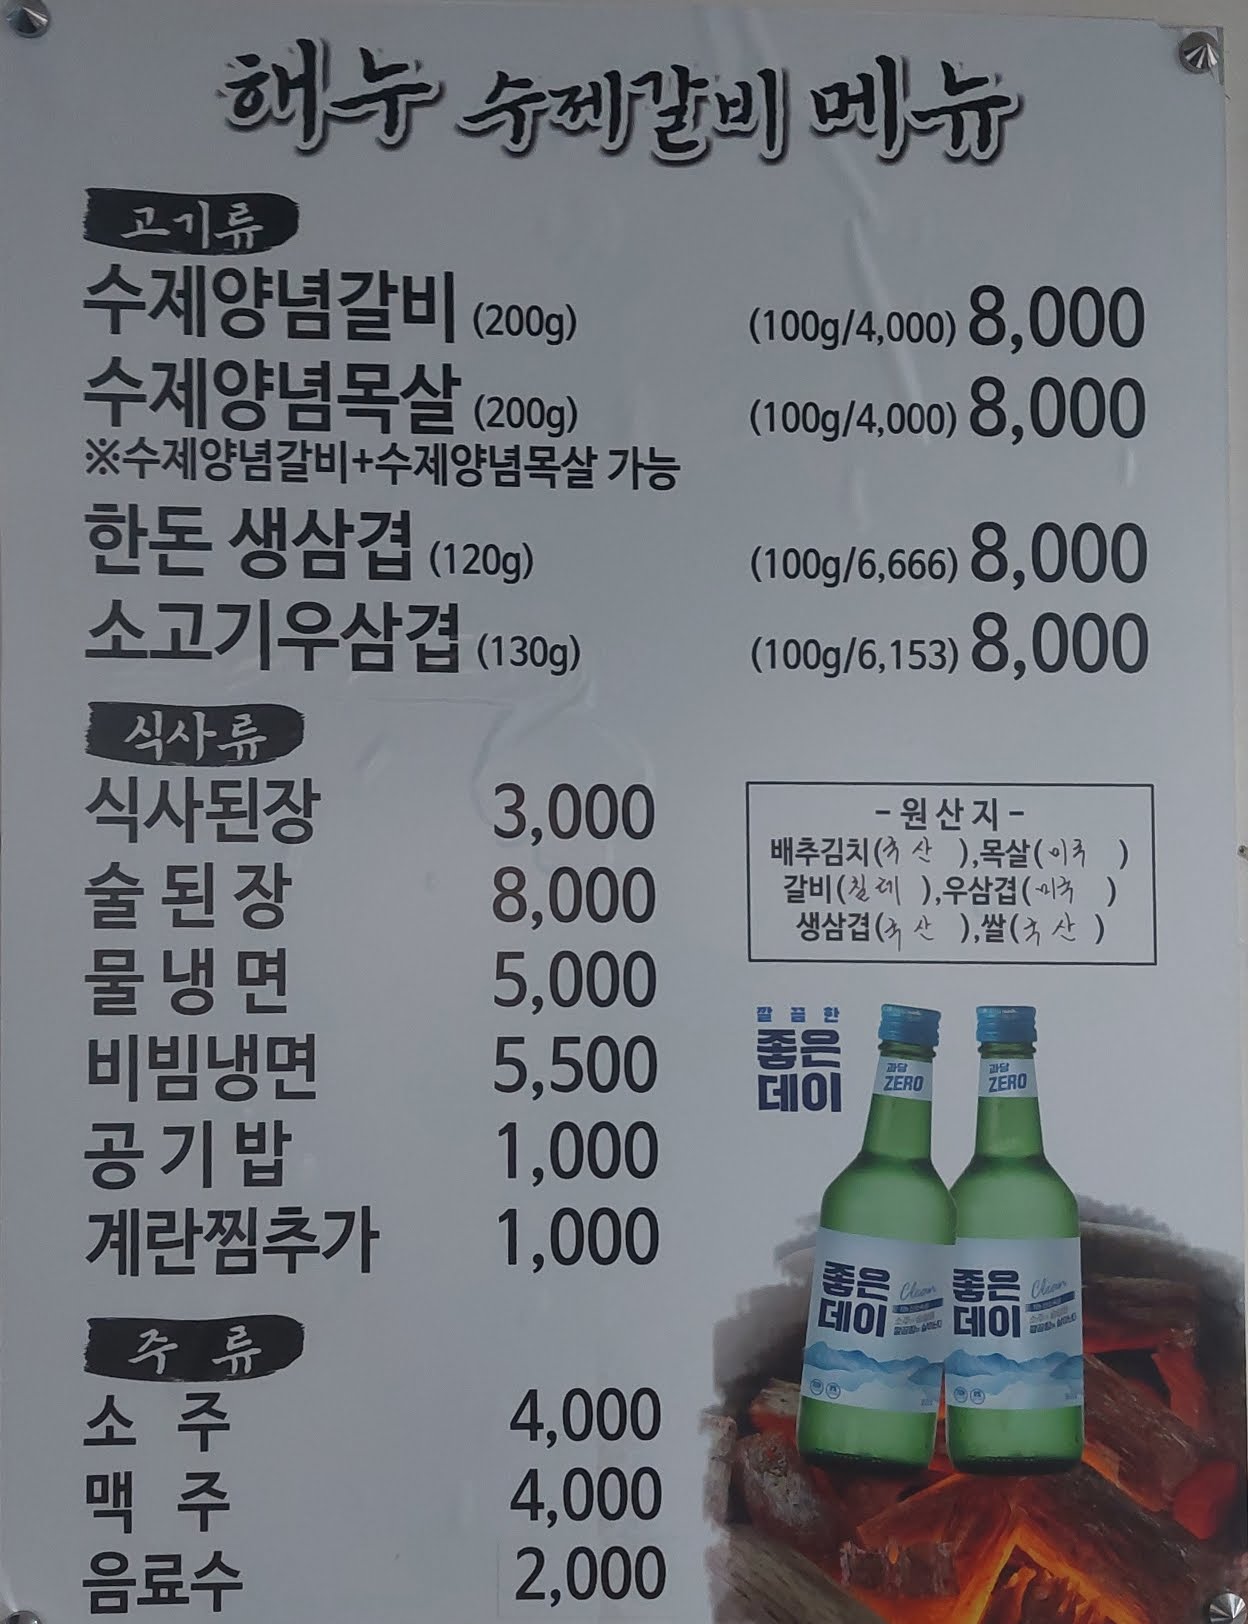 해누 수제갈비 메뉴
고기류
수제양념갈비 (200g) (100g/4,000) 8,000
수제양념목살 (200g) (100g/4,000) 8,000
※수제양념갈비+수제양념목살 가능
한돈 생삼겹 (120g) (100g/6,666) 8,000
소고기우삼겹 (130g) (100g/6,153) 8,000
식사류
식사된장 3,000
술된장 8,000
물냉면 5,000
비빔냉면 5,500
공기밥 1,000
계란찜추가 1,000
- 원 산 지 -
배추김치(국산 ),목살(미국 )
갈비(칠레 ),우삼겹(미국 )
생삼겹(국산 ),쌀(국산 )
깔끔한
좋은
데이
과당
ZERO
과당
ZERO
좋은
데이
Clean
좋은
데이
Clean
주류
소주 4,000
맥주 4,000
음료수 2,000